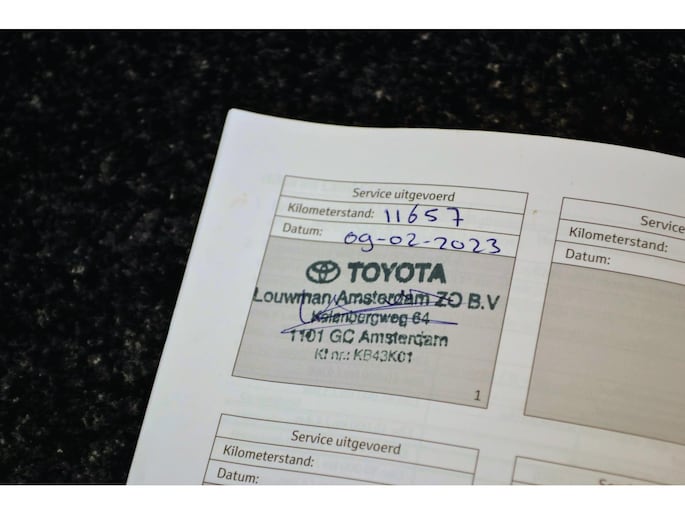 Service uitgevoerd
Kilometerstand: 11657
Datum: 09-02-2023
TOYOTA
Louwman Amsterdam ZO B.V
Kalenbergweg 64
1101 GC Amsterdam
Kl nr.: KB43K01
1
Service
Kilometerstand:
Datum:
Service uitgevoerd
Kilometerstand:
Datum: